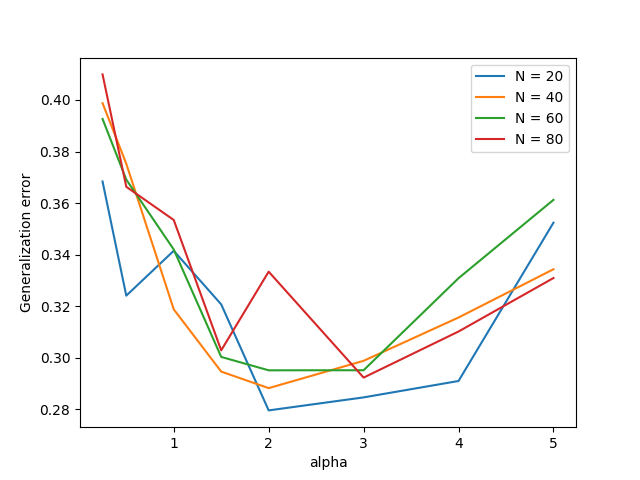 N = 20
N = 40
N = 60
N = 80
Generalization error
0.40
0.38
0.36
0.34
0.32
0.30
0.28
1 2 3 4 5
alpha